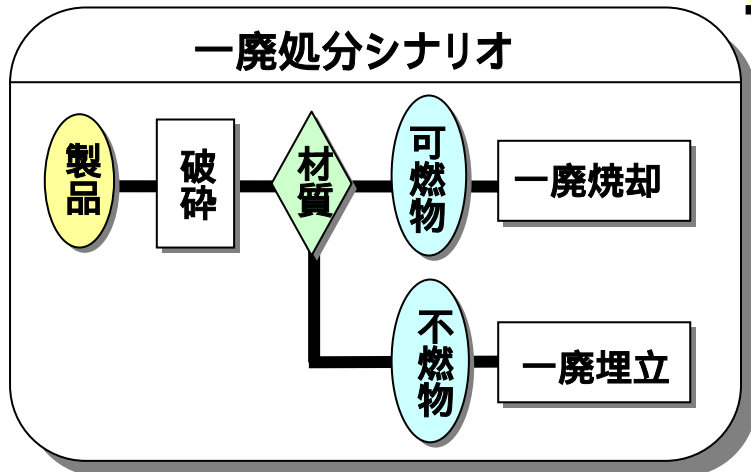 一廃処分シナリオ
製品
破砕
材質
可燃物
一廃焼却
不燃物
一廃埋立